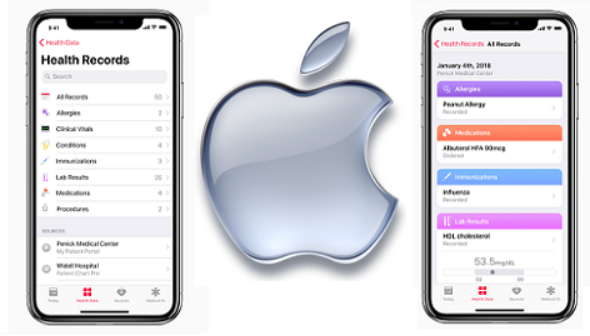 9:41
Health Data
Health Records
Search
All Records 50
Allergies 2
Clinical Vitals 10
Conditions 4
Immunizations 3
Lab Results 25
Medications 4
Procedures 2
SOURCES
Penick Medical Center
My Patient Portal
Widell Hospital
Patient Chart Pro
Today Health Data Sources Medical ID
9:41
Health Records All Records
January 4th, 2018
Penick Medical Center
Allergies
Peanut Allergy
Recorded
Medications
Albuterol HFA 90mcg
Ordered
Immunizations
Influenza
Recorded
Lab Results
HDL cholesterol
Recorded
53.5mg/dL
Today Health Data Sources Medical ID